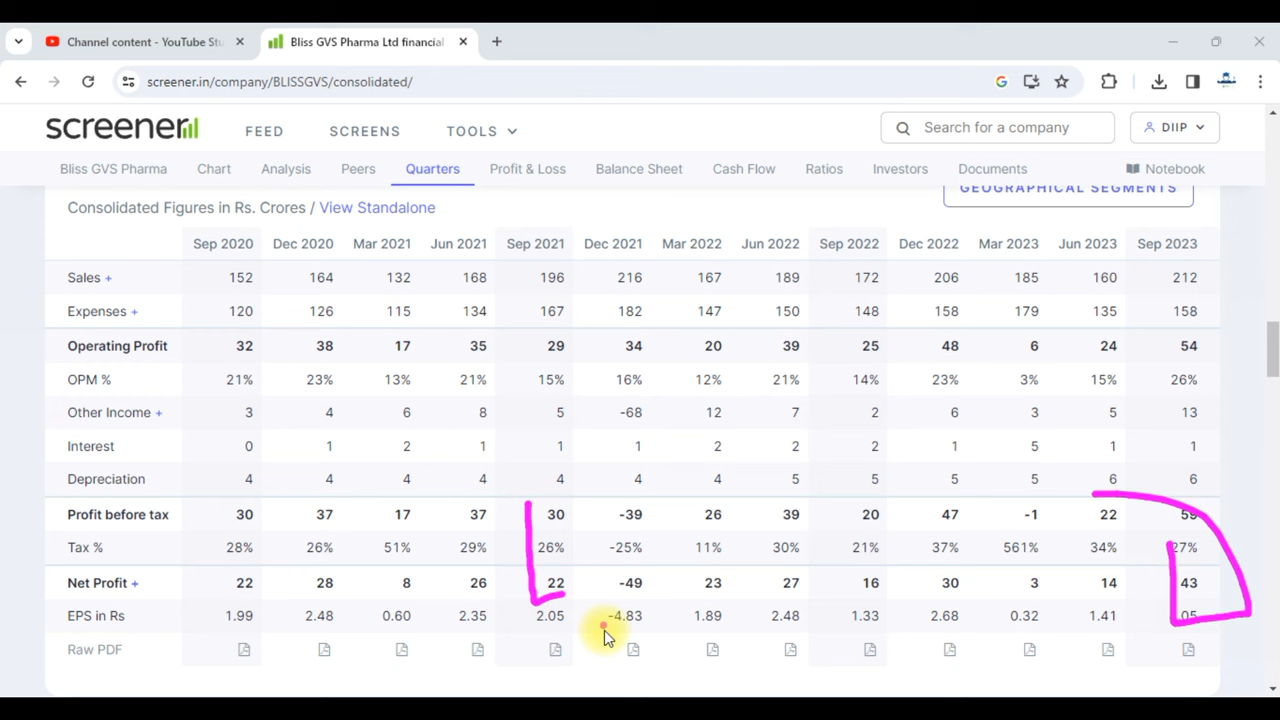 Channel content - YouTube Stu
Bliss GVS Pharma Ltd financial
screener.in/company/BLISSGVS/consolidated/
screener FEED SCREENS TOOLS Search for a company DIIP
Bliss GVS Pharma Chart Analysis Peers Quarters Profit & Loss Balance Sheet Cash Flow Ratios Investors Documents Notebook
GEOGRAPHICAL SEGMENTS
Consolidated Figures in Rs. Crores / View Standalone
Sep 2020 Dec 2020 Mar 2021 Jun 2021 Sep 2021 Dec 2021 Mar 2022 Jun 2022 Sep 2022 Dec 2022 Mar 2023 Jun 2023 Sep 2023
Sales + 152 164 132 168 196 216 167 189 172 206 185 160 212
Expenses + 120 126 115 134 167 182 147 150 148 158 179 135 158
Operating Profit 32 38 17 35 29 34 20 39 25 48 6 24 54
OPM % 21% 23% 13% 21% 15% 16% 12% 21% 14% 23% 3% 15% 26%
Other Income + 3 4 6 8 5 -68 12 7 2 6 3 5 13
Interest 0 1 2 1 1 1 2 2 2 1 5 1 1
Depreciation 4 4 4 4 4 4 4 5 5 5 5 6 6
Profit before tax 30 37 17 37 30 -39 26 39 20 47 -1 22 59
Tax % 28% 26% 51% 29% 26% -25% 11% 30% 21% 37% 561% 34% 27%
Net Profit + 22 28 8 26 22 -49 23 27 16 30 3 14 43
EPS in Rs 1.99 2.48 0.60 2.35 2.05 -4.83 1.89 2.48 1.33 2.68 0.32 1.41
Raw PDF